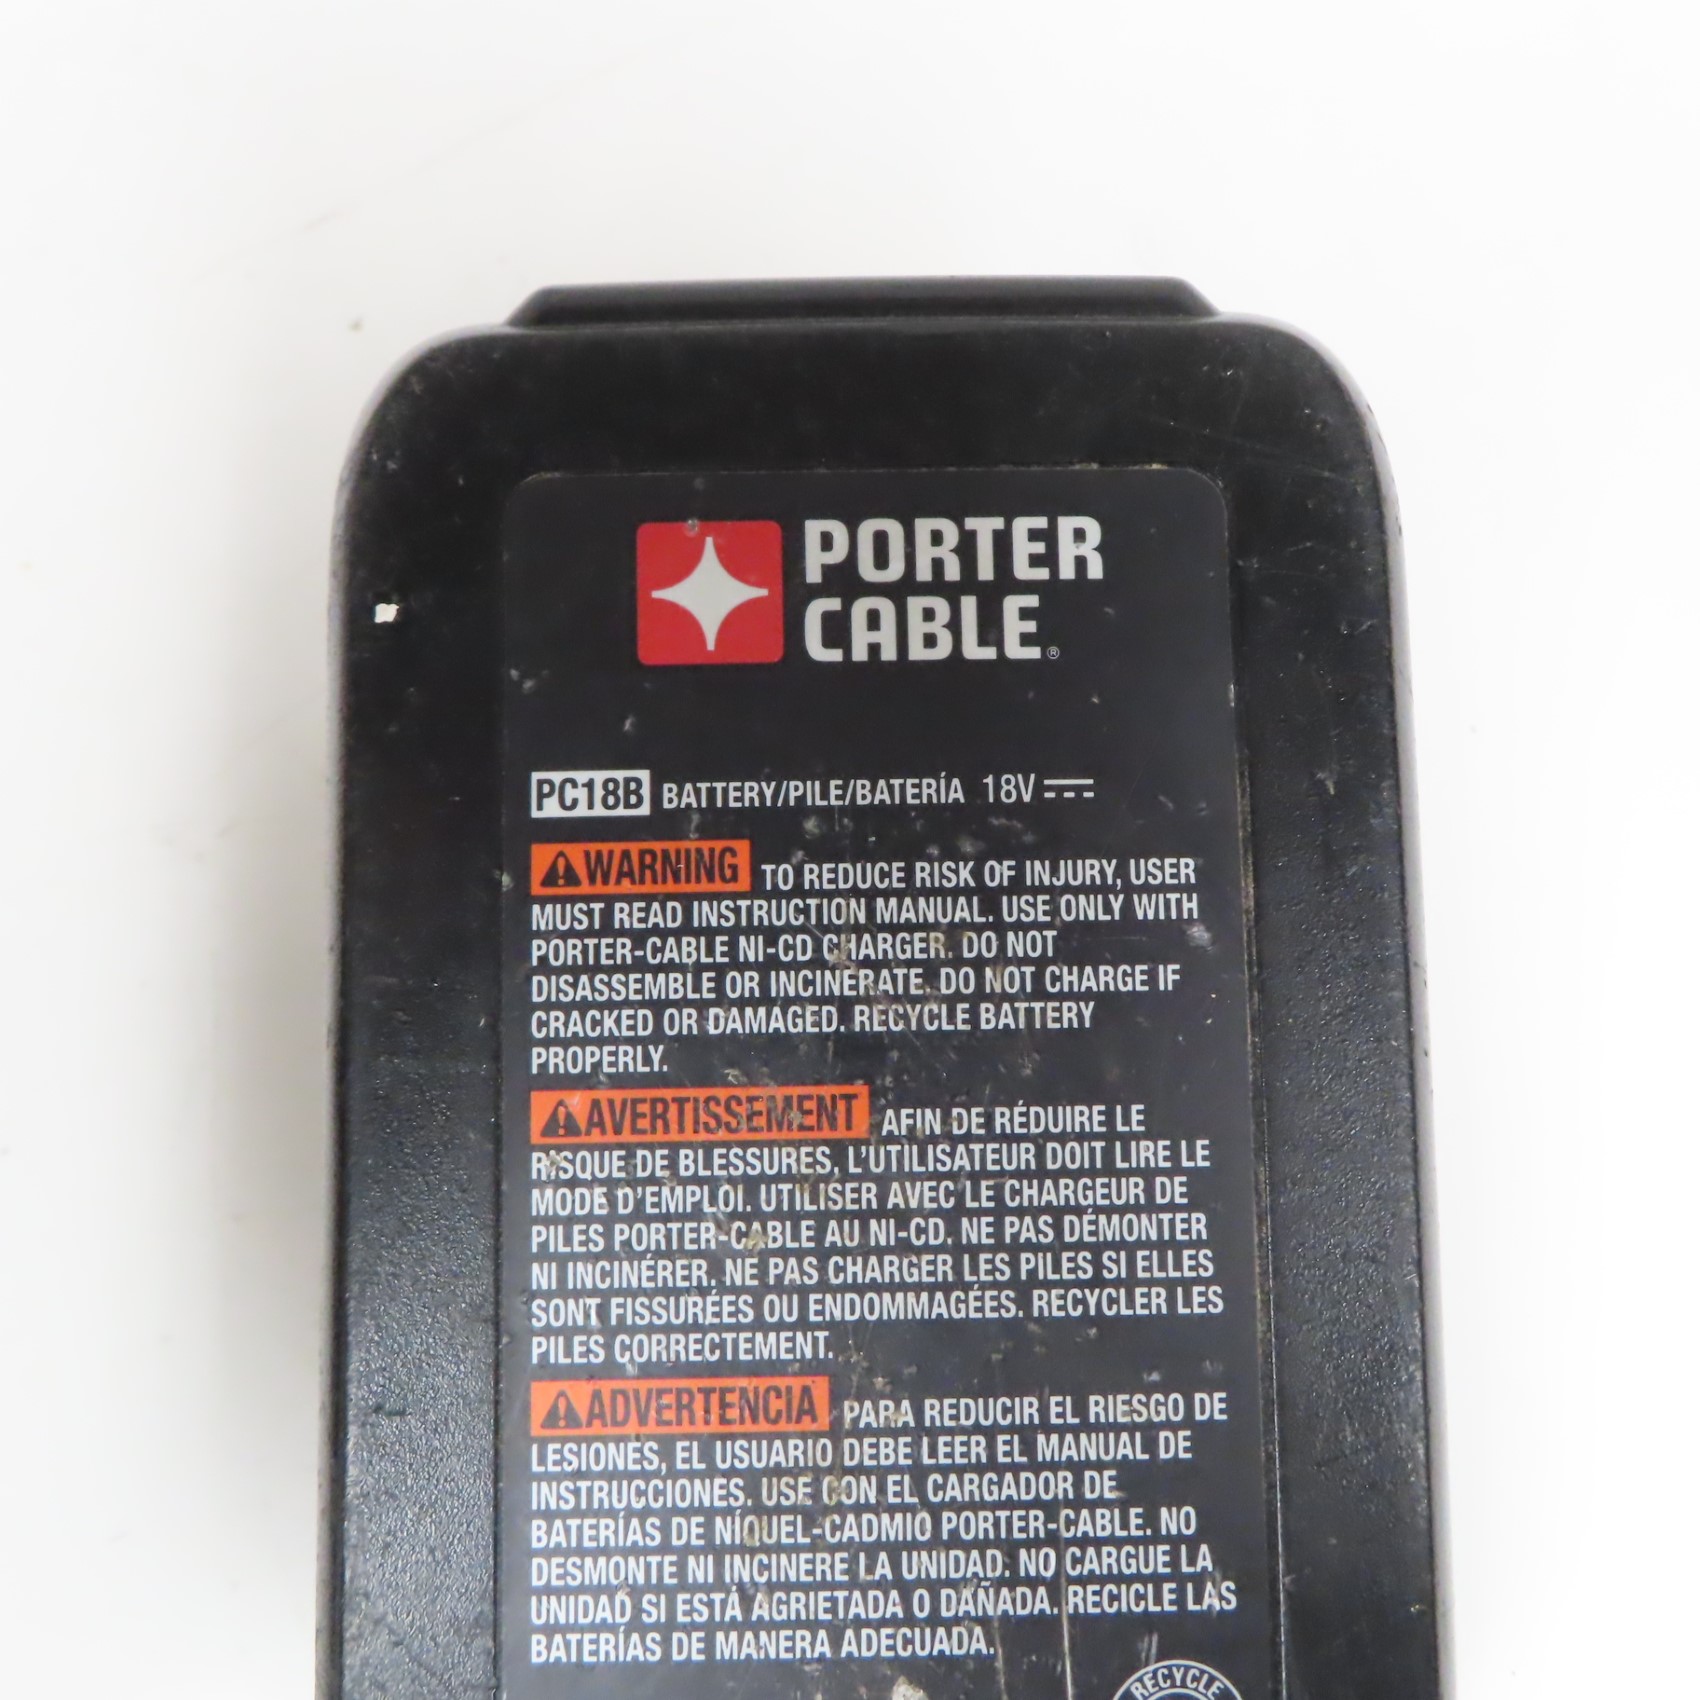 PORTER
CABLE®
PC18B BATTERY/PILE/BATERÍA 18V
WARNING TO REDUCE RISK OF INJURY, USER
MUST READ INSTRUCTION MANUAL. USE ONLY WITH
PORTER-CABLE NI-CD CHARGER. DO NOT
DISASSEMBLE OR INCINERATE. DO NOT CHARGE IF
CRACKED OR DAMAGED. RECYCLE BATTERY
PROPERLY.
AVERTISSEMENT AFIN DE RÉDUIRE LE
RISQUE DE BLESSURES, L'UTILISATEUR DOIT LIRE LE
MODE D'EMPLOI. UTILISER AVEC LE CHARGEUR DE
PILES PORTER-CABLE AU NI-CD. NE PAS DÉMONTER
NI INCINÉRER. NE PAS CHARGER LES PILES SI ELLES
SONT FISSURÉES OU ENDOMMAGÉES. RECYCLER LES
PILES CORRECTEMENT.
ADVERTENCIA PARA REDUCIR EL RIESGO DE
LESIONES, EL USUARIO DEBE LEER EL MANUAL DE
INSTRUCCIONES. USE CON EL CARGADOR DE
BATERÍAS DE NÍQUEL-CADMIO PORTER-CABLE. NO
DESMONTE NI INCINERE LA UNIDAD. NO CARGUE LA
UNIDAD SI ESTÁ AGRIETADA O DAÑADA. RECICLE LAS
BATERÍAS DE MANERA ADECUADA.
RECYCLE